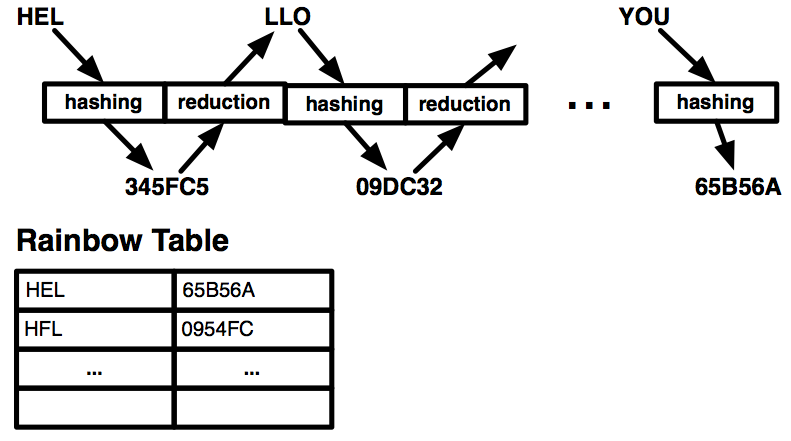 HEL LLO YOU
hashing reduction hashing reduction ... hashing
345FC5 09DC32 65B56A
Rainbow Table
HEL 65B56A
HFL 0954FC
... ...